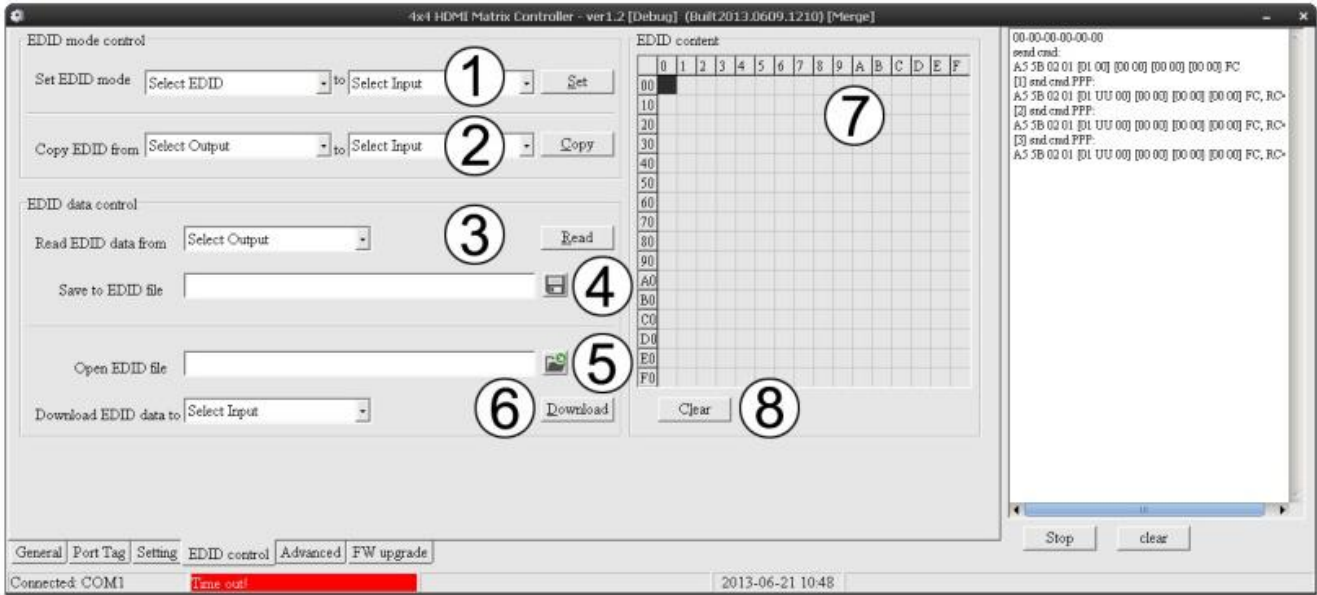 4x4 HDMI Matrix Controller - ver1.2 [Debug] (Built2013.0609.1210) [Merge]
EDID mode control
Set EDID mode Select EDID to Select Input 1 Set
Copy EDID from Select Output to Select Input 2 Copy
EDID data control
Read EDID data from Select Output 3 Read
Save to EDID file 4
Open EDID file 5
Download EDID data to Select Input 6 Download
EDID content
0 1 2 3 4 5 6 7 8 9 A B C D E F
00
10
20
30
40
50
60
70
80
90
A0
B0
C0
D0
E0
F0
7
Clear 8
00-00-00-00-00-00
send cmd:
A5 5B 02 01 [01 00] [00 00] [00 00] [00 00] FC
[1] snd cmd PPP:
A5 5B 02 01 [01 UU 00] [00 00] [00 00] [00 00] FC, RC
[2] snd cmd PPP:
A5 5B 02 01 [01 UU 00] [00 00] [00 00] [00 00] FC, RC
[3] snd cmd PPP:
A5 5B 02 01 [01 UU 00] [00 00] [00 00] [00 00] FC, RC
Stop clear
General Port Tag Setting EDID control Advanced FW upgrade
Connected: COM1 Time out! 2013-06-21 10:48